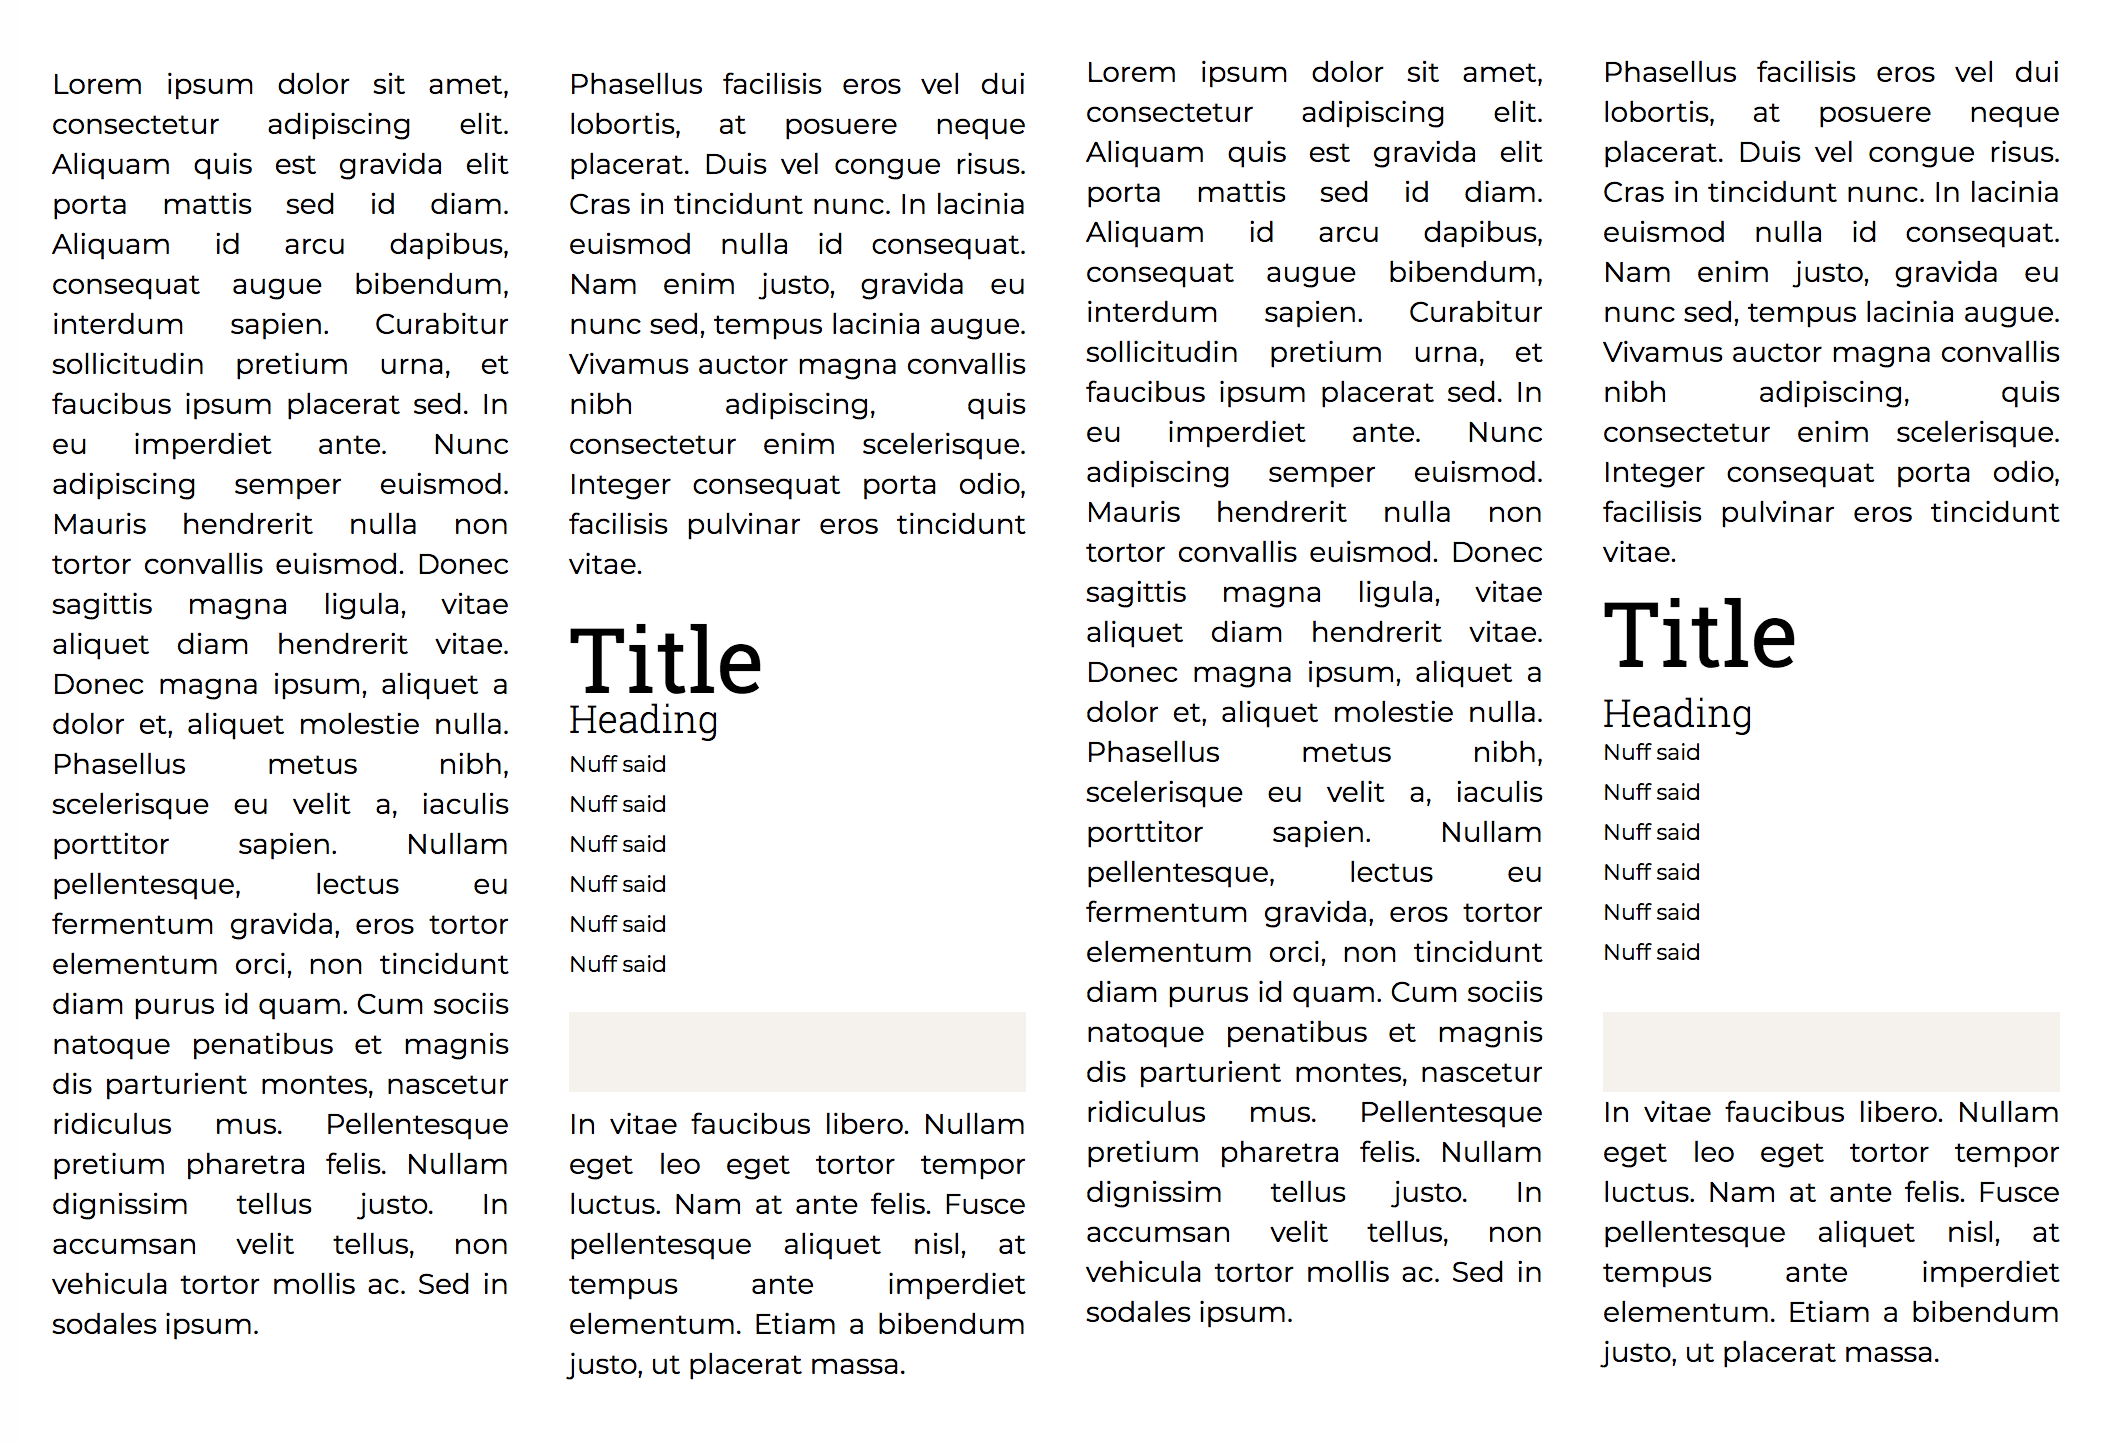 Lorem ipsum dolor sit amet,
consectetur adipiscing elit.
Aliquam quis est gravida elit
porta mattis sed id diam.
Aliquam id arcu dapibus,
consequat augue bibendum,
interdum sapien. Curabitur
sollicitudin pretium urna, et
faucibus ipsum placerat sed. In
eu imperdiet ante. Nunc
adipiscing semper euismod.
Mauris hendrerit nulla non
tortor convallis euismod. Donec
sagittis magna ligula, vitae
aliquet diam hendrerit vitae.
Donec magna ipsum, aliquet a
dolor et, aliquet molestie nulla.
Phasellus metus nibh,
scelerisque eu velit a, iaculis
porttitor sapien. Nullam
pellentesque, lectus eu
fermentum gravida, eros tortor
elementum orci, non tincidunt
diam purus id quam. Cum sociis
natoque penatibus et magnis
dis parturient montes, nascetur
ridiculus mus. Pellentesque
pretium pharetra felis. Nullam
dignissim tellus justo. In
accumsan velit tellus, non
vehicula tortor mollis ac. Sed in
sodales ipsum.
Phasellus facilisis eros vel dui
lobortis, at posuere neque
placerat. Duis vel congue risus.
Cras in tincidunt nunc. In lacinia
euismod nulla id consequat.
Nam enim justo, gravida eu
nunc sed, tempus lacinia augue.
Vivamus auctor magna convallis
nibh adipiscing, quis
consectetur enim scelerisque.
Integer consequat porta odio,
facilisis pulvinar eros tincidunt
vitae.
Title
Heading
Nuff said
Nuff said
Nuff said
Nuff said
Nuff said
Nuff said
In vitae faucibus libero. Nullam
eget leo eget tortor tempor
luctus. Nam at ante felis. Fusce
pellentesque aliquet nisl, at
tempus ante imperdiet
elementum. Etiam a bibendum
justo, ut placerat massa.
Lorem ipsum dolor sit amet,
consectetur adipiscing elit.
Aliquam quis est gravida elit
porta mattis sed id diam.
Aliquam id arcu dapibus,
consequat augue bibendum,
interdum sapien. Curabitur
sollicitudin pretium urna, et
faucibus ipsum placerat sed. In
eu imperdiet ante. Nunc
adipiscing semper euismod.
Mauris hendrerit nulla non
tortor convallis euismod. Donec
sagittis magna ligula, vitae
aliquet diam hendrerit vitae.
Donec magna ipsum, aliquet a
dolor et, aliquet molestie nulla.
Phasellus metus nibh,
scelerisque eu velit a, iaculis
porttitor sapien. Nullam
pellentesque, lectus eu
fermentum gravida, eros tortor
elementum orci, non tincidunt
diam purus id quam. Cum sociis
natoque penatibus et magnis
dis parturient montes, nascetur
ridiculus mus. Pellentesque
pretium pharetra felis. Nullam
dignissim tellus justo. In
accumsan velit tellus, non
vehicula tortor mollis ac. Sed in
sodales ipsum.
Phasellus facilisis eros vel dui
lobortis, at posuere neque
placerat. Duis vel congue risus.
Cras in tincidunt nunc. In lacinia
euismod nulla id consequat.
Nam enim justo, gravida eu
nunc sed, tempus lacinia augue.
Vivamus auctor magna convallis
nibh adipiscing, quis
consectetur enim scelerisque.
Integer consequat porta odio,
facilisis pulvinar eros tincidunt
vitae.
Title
Heading
Nuff said
Nuff said
Nuff said
Nuff said
Nuff said
Nuff said
In vitae faucibus libero. Nullam
eget leo eget tortor tempor
luctus. Nam at ante felis. Fusce
pellentesque aliquet nisl, at
tempus ante imperdiet
elementum. Etiam a bibendum
justo, ut placerat massa.